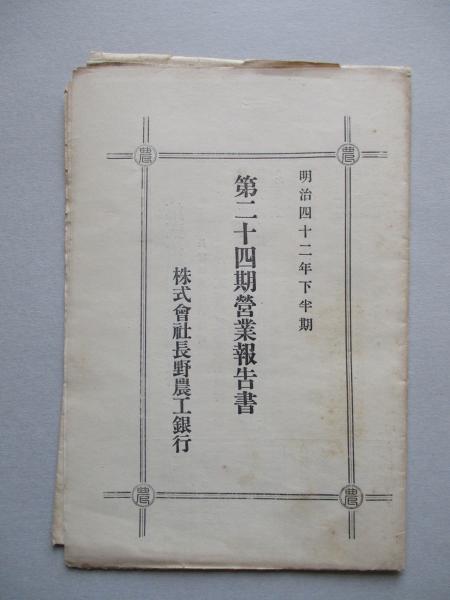 明治四十二年下半期
第二十四期營業報告書
株式會社長野農工銀行
農
農
農
農